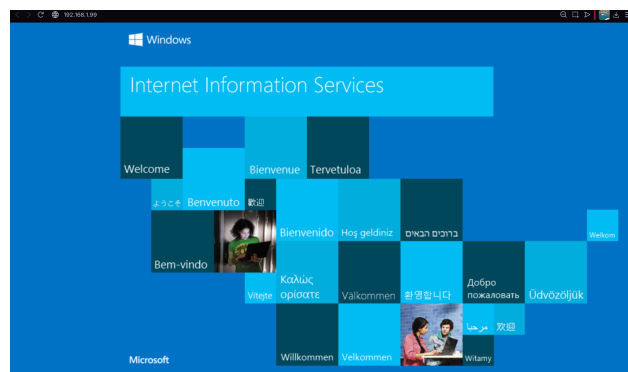 192.168.1.99
Windows
Internet Information Services
Welcome
Bienvenue
Tervetuloa
ようこそ
Benvenuto
歡迎
Bienvenido
Hoş geldiniz
ברוכים הבאים
Welkom
Bem-vindo
Vítejte
Καλώς
ορίσατε
Välkommen
환영합니다
Добро
пожаловать
Üdvözöljük
Microsoft
Willkommen
Velkommen
مرحبا
欢迎
Witamy